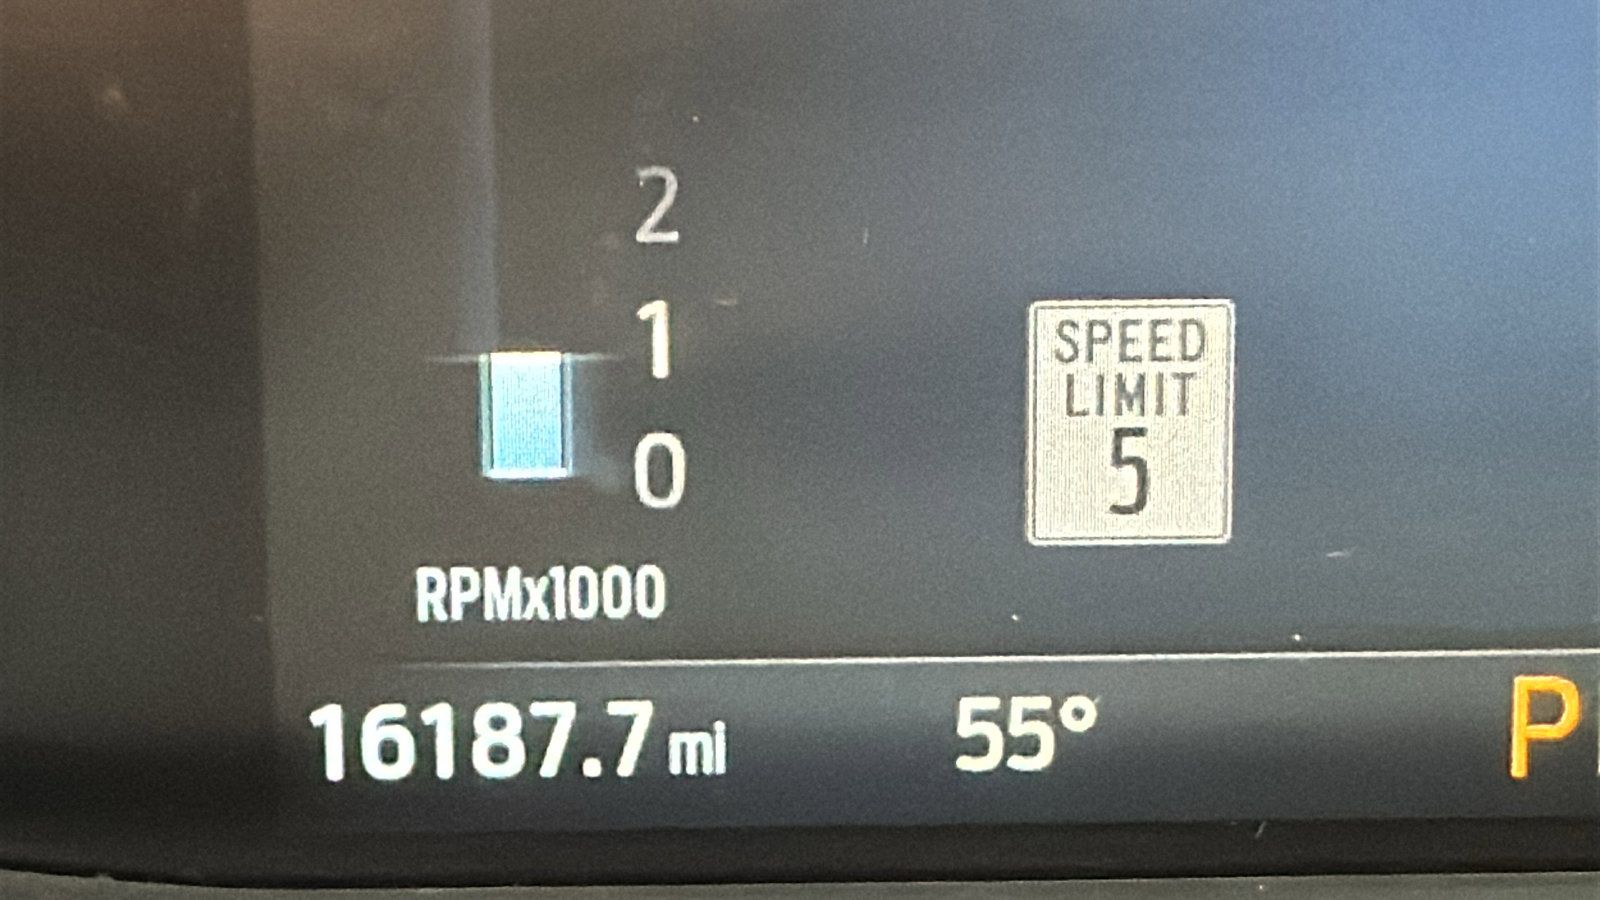 2
1
0
RPMx1000
SPEED
LIMIT
5
16187.7 mi
55°
P